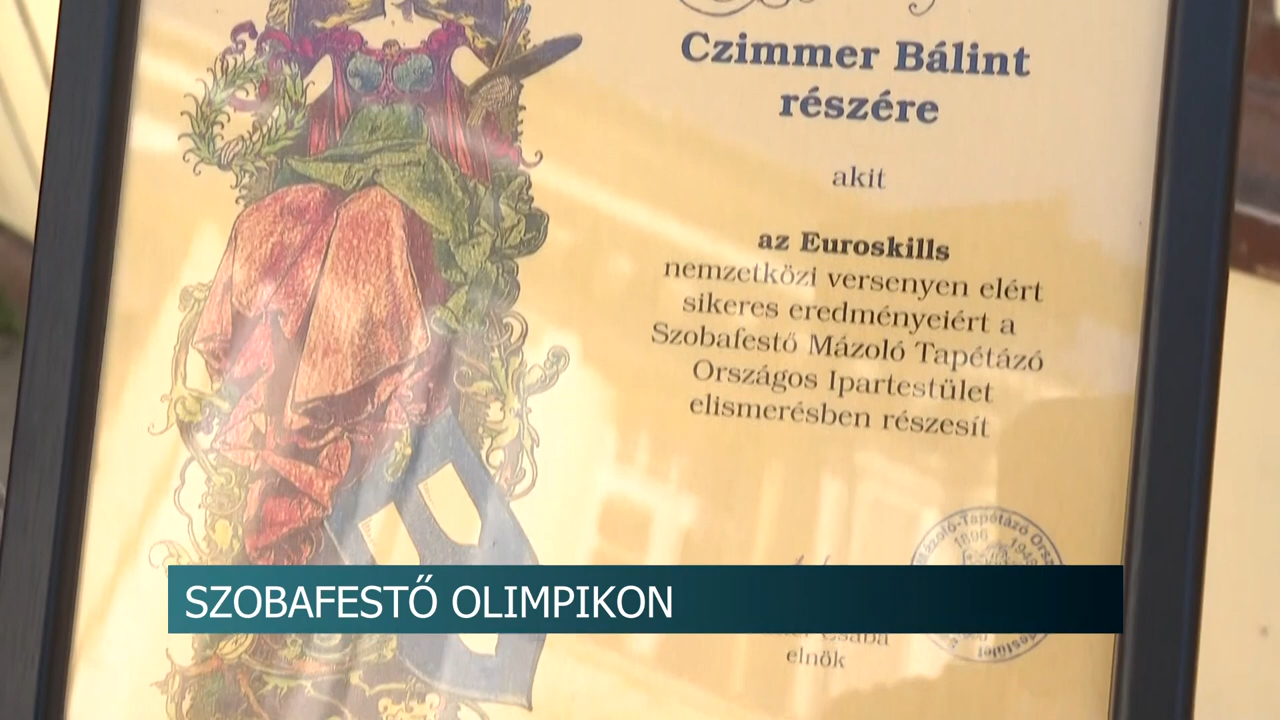 Czimmer Bálint
részére
akit
az Euroskills
nemzetközi versenyen elért
sikeres eredményeiért a
Szobafestő Mázoló Tapétázó
Országos Ipartestület
elismerésben részesít
SZOBAFESTŐ OLIMPIKON
Csaba
elnök